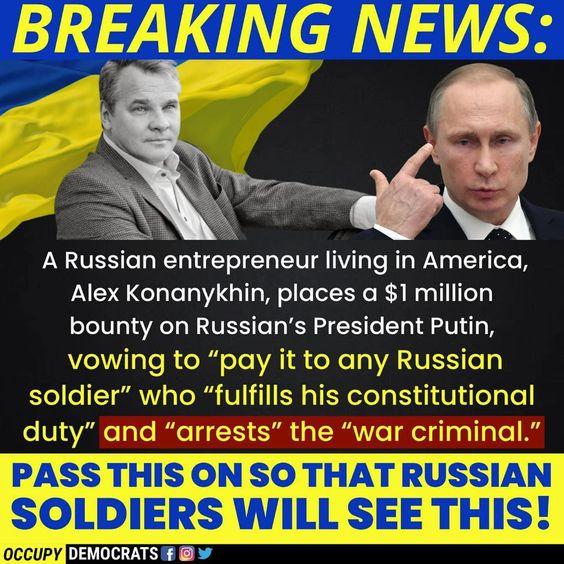 BREAKING NEWS:
A Russian entrepreneur living in America,
Alex Konanykhin, places a $1 million
bounty on Russian's President Putin,
vowing to “pay it to any Russian
soldier” who “fulfills his constitutional
duty” and “arrests” the “war criminal.”
PASS THIS ON SO THAT RUSSIAN
SOLDIERS WILL SEE THIS!
OCCUPY DEMOCRATS